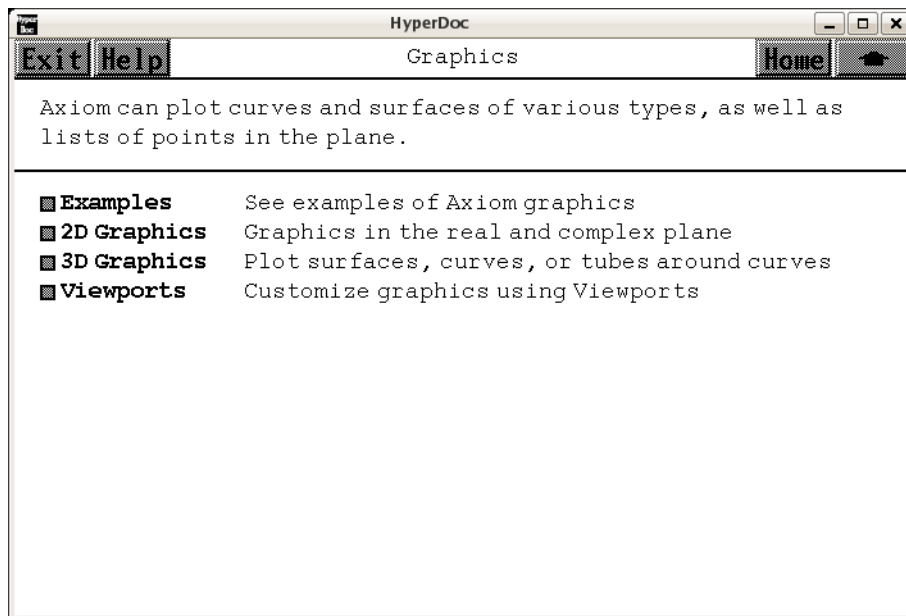 Hyper
Doc
HyperDoc
Exit Help Graphics Home
Axiom can plot curves and surfaces of various types, as well as
lists of points in the plane.
Examples See examples of Axiom graphics
2D Graphics Graphics in the real and complex plane
3D Graphics Plot surfaces, curves, or tubes around curves
Viewports Customize graphics using Viewports